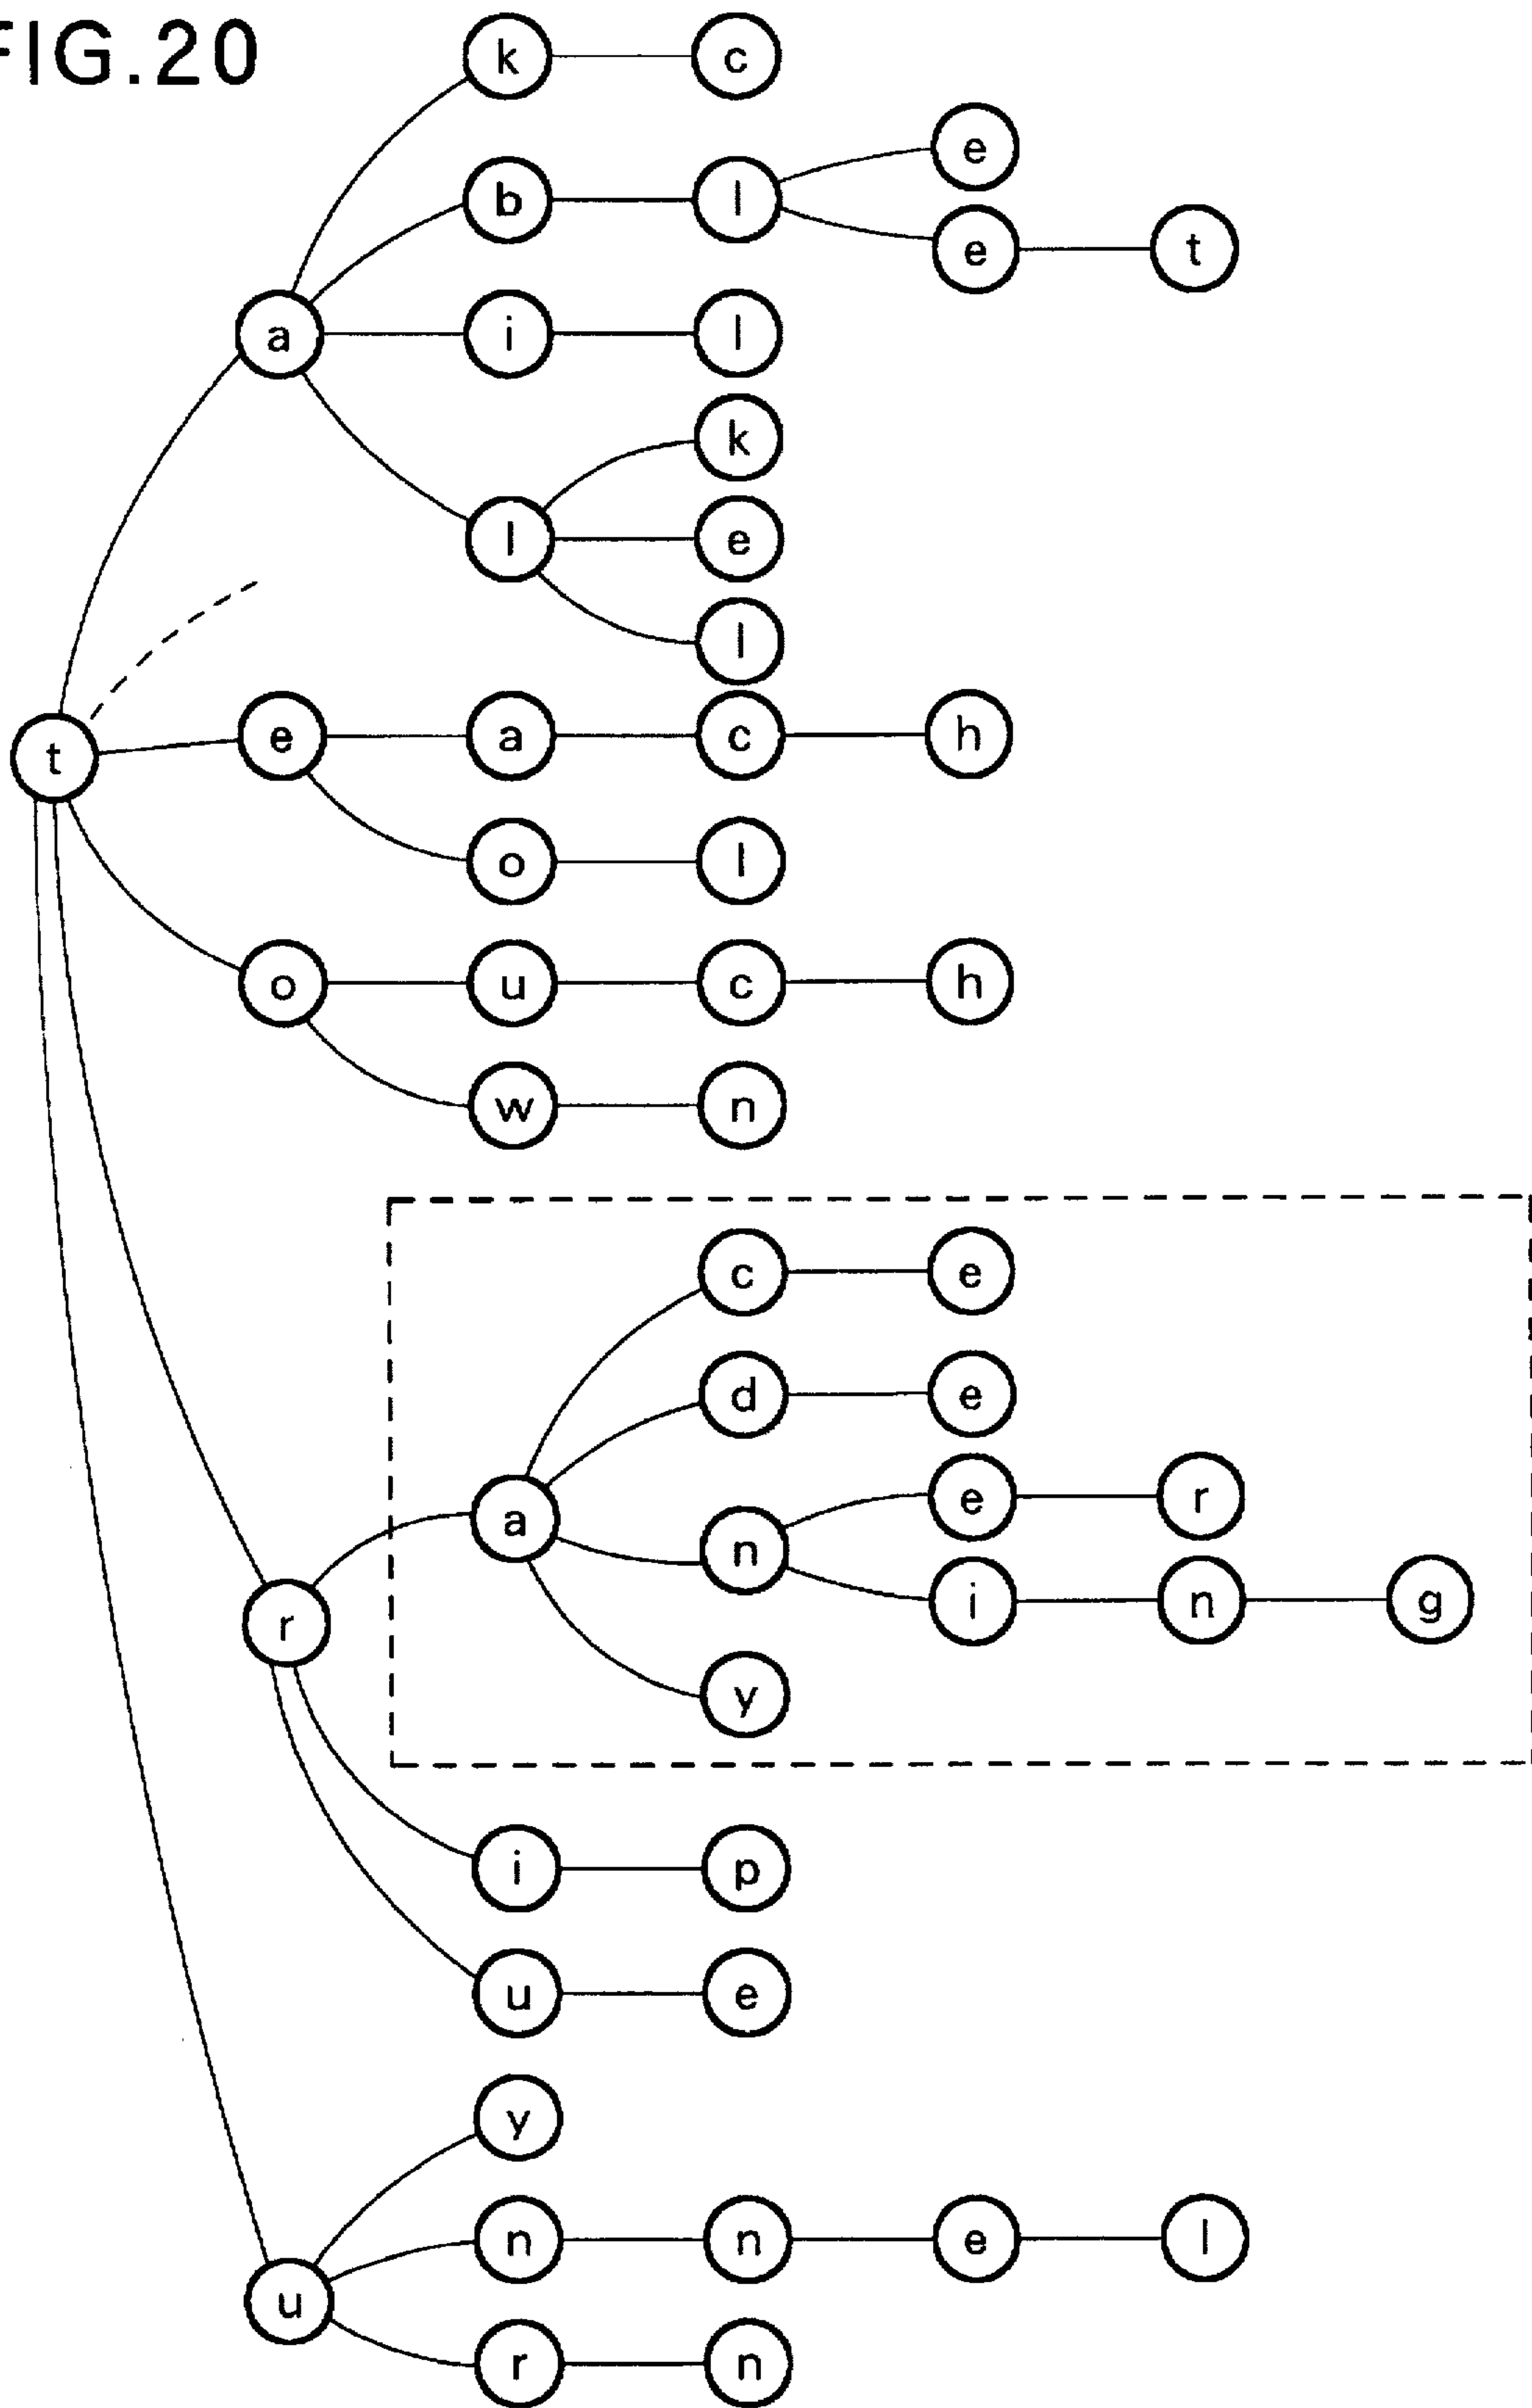 FIG.20
k c
e
b l
e t
a i l
k
l e
l
t e a c h
o l
o u c h
w n
c e
d e
e r
a n
i n g
r
y
i p
u e
y
n n e l
u
r n